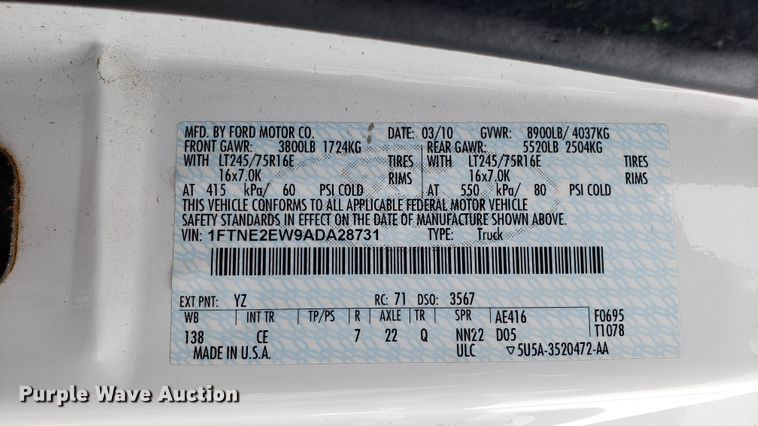 MFD. BY FORD MOTOR CO. DATE: 03/10 GVWR: 8900LB/ 4037KG
FRONT GAWR: 3800LB 1724KG REAR GAWR: 5520LB 2504KG
WITH LT245/75R16E TIRES WITH LT245/75R16E TIRES
16x7.0K RIMS 16x7.0K RIMS
AT 415 kPa/ 60 PSI COLD AT 550 kPa/ 80 PSI COLD
THIS VEHICLE CONFORMS TO ALL APPLICABLE FEDERAL MOTOR VEHICLE
SAFETY STANDARDS IN EFFECT ON THE DATE OF MANUFACTURE SHOWN ABOVE.
VIN: 1FTNE2EW9ADA28731 TYPE: Truck
EXT PNT: YZ RC: 71 DSO: 3567
WB INT TR TP/PS R AXLE TR SPR AE416 F0695
138 CE 7 22 Q NN22 D05 T1078
MADE IN U.S.A. ULC ▽5U5A-3520472-AA
Purple Wave Auction